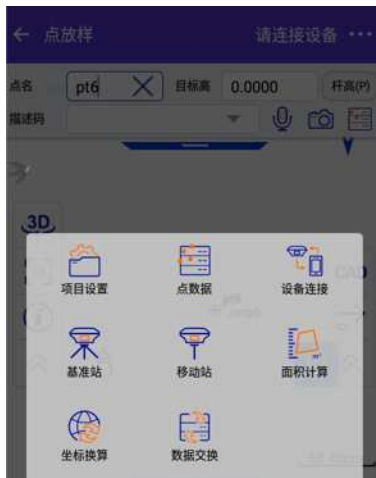 点放样 请连接设备
点名 pt6 目标高 0.0000 杆高(P)
描述码
3D
CAD
pt6
项目设置 点数据 设备连接
基准站 移动站 面积计算
坐标换算 数据交换